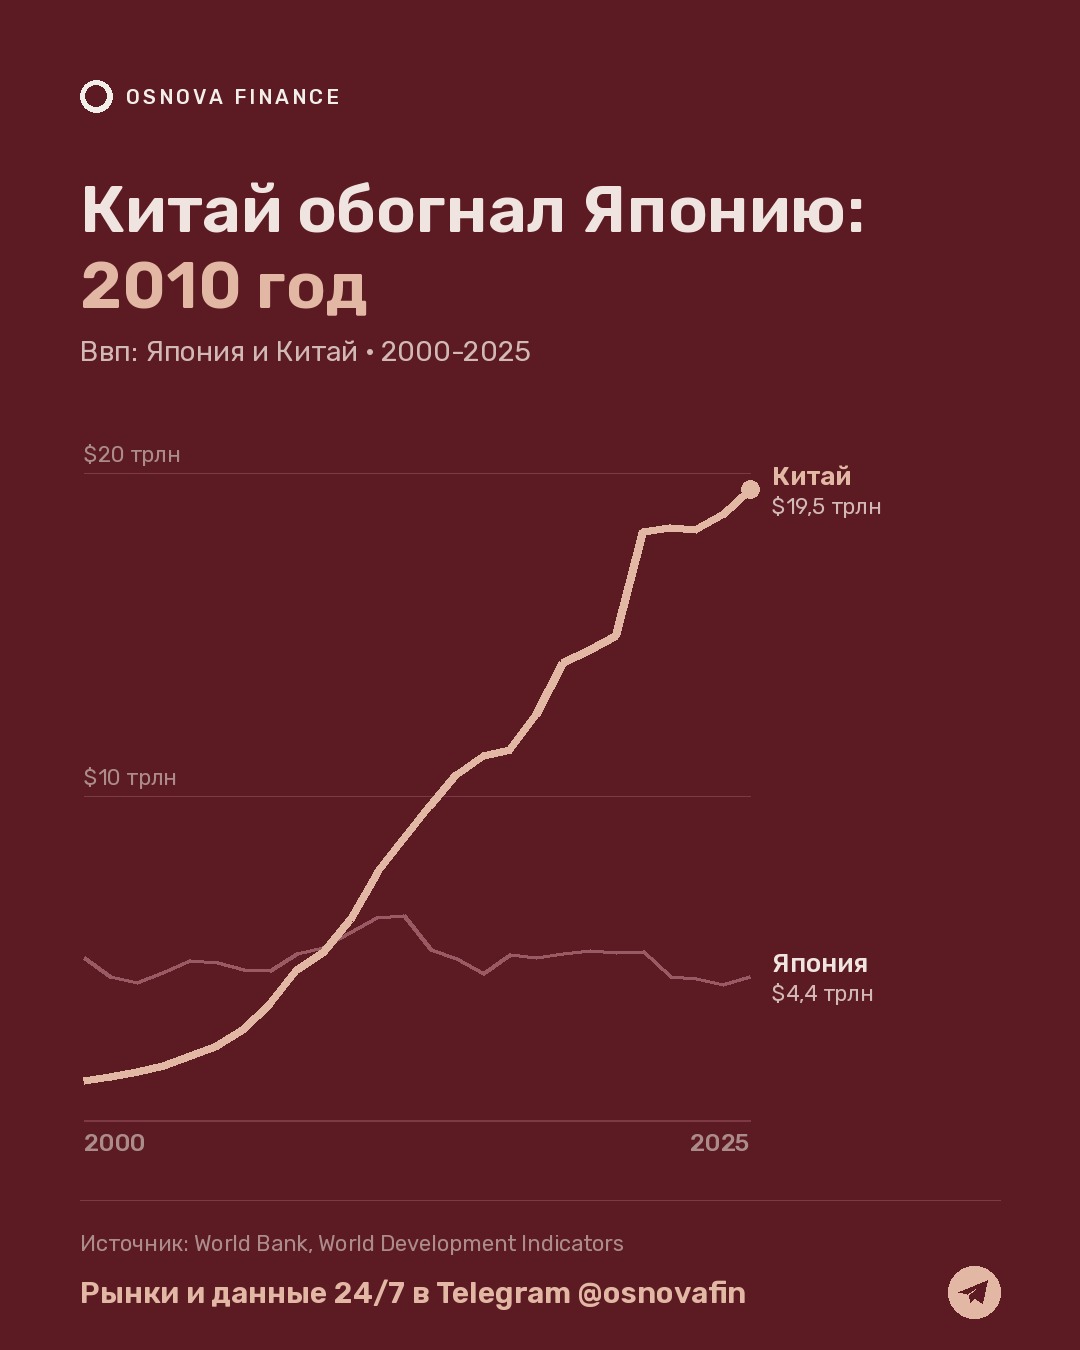 OSNOVA FINANCE
Китай обогнал Японию:
2010 год
Ввп: Япония и Китай • 2000-2025
$20 трлн
Китай
$19,5 трлн
$10 трлн
Япония
$4,4 трлн
2000
2025
Источник: World Bank, World Development Indicators
Рынки и данные 24/7 в Telegram @osnovafin